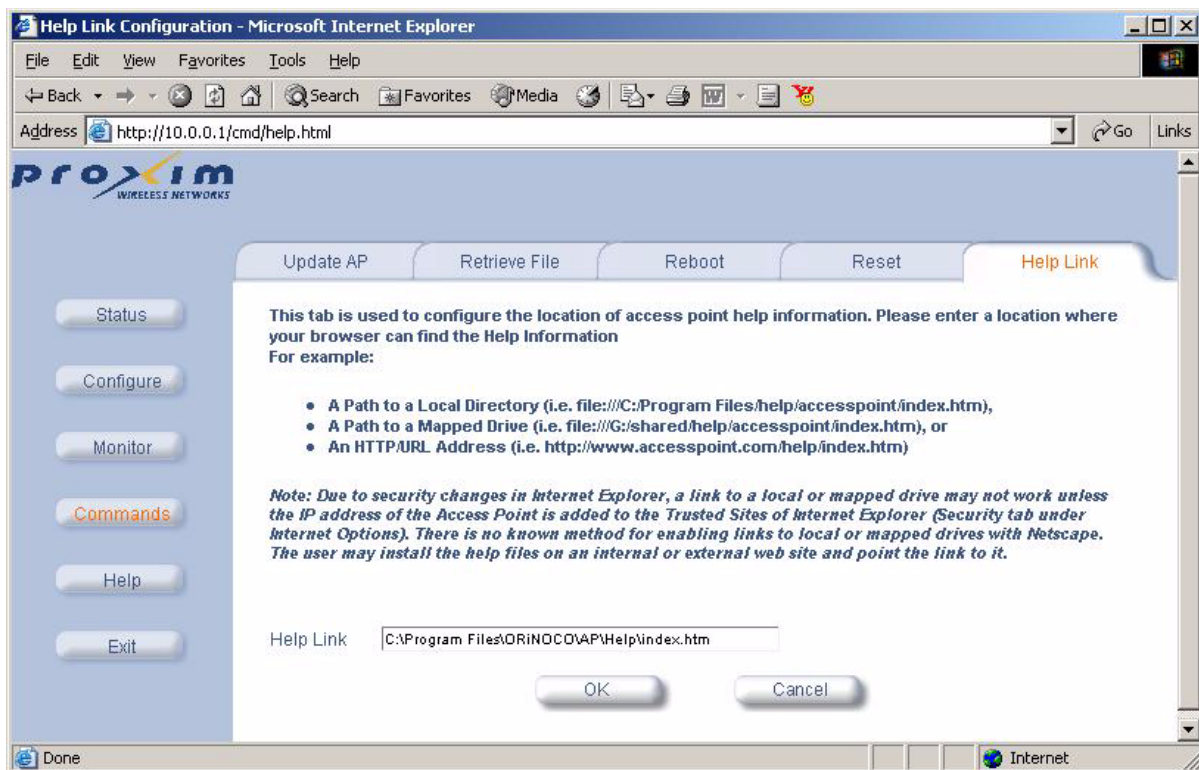 Help Link Configuration - Microsoft Internet Explorer
File Edit View Favorites Tools Help
Back Search Favorites Media
Address http://10.0.0.1/cmd/help.html Go Links
proxim
WIRELESS NETWORKS
Update AP Retrieve File Reboot Reset Help Link
Status
Configure
Monitor
Commands
Help
Exit
This tab is used to configure the location of access point help information. Please enter a location where
your browser can find the Help Information
For example:
• A Path to a Local Directory (i.e. file:///C:/Program Files/help/accesspoint/index.htm),
• A Path to a Mapped Drive (i.e. file:///G:/shared/help/accesspoint/index.htm), or
• An HTTP/URL Address (i.e. http://www.accesspoint.com/help/index.htm)
Note: Due to security changes in Internet Explorer, a link to a local or mapped drive may not work unless
the IP address of the Access Point is added to the Trusted Sites of Internet Explorer (Security tab under
Internet Options). There is no known method for enabling links to local or mapped drives with Netscape.
The user may install the help files on an internal or external web site and point the link to it.
Help Link C:\Program Files\ORiNOCO\AP\Help\index.htm
OK Cancel
Done Internet